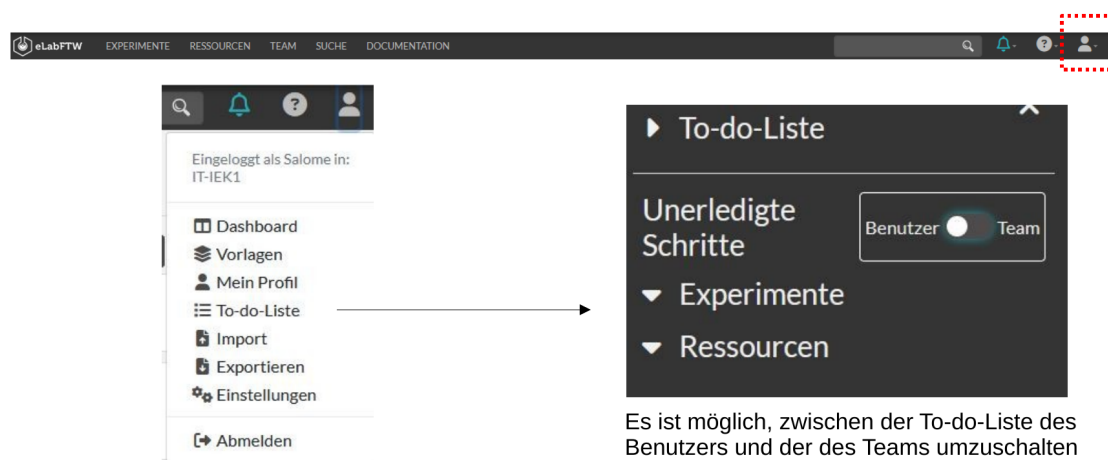 eLabFTW EXPERIMENTE RESSOURCEN TEAM SUCHE DOCUMENTATION
Eingeloggt als Salome in:
IT-IEK1
Dashboard
Vorlagen
Mein Profil
To-do-Liste
Import
Exportieren
Einstellungen
Abmelden
To-do-Liste
Unerledigte
Schritte
Benutzer Team
Experimente
Ressourcen
Es ist möglich, zwischen der To-do-Liste des
Benutzers und der des Teams umzuschalten